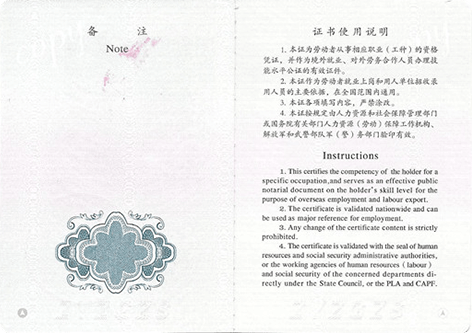 备 注
Note
证书使用说明
1. 本证为劳动者从事相应职业（工种）的资格
凭证，并作为境外就业、对外劳务合作人员办理技
能水平公证的有效证件。
2. 本证作为劳动者就业上岗和用人单位招收录
用人员的主要依据，在全国范围内通用。
3. 本证各项填写内容，严禁涂改。
4. 本证按规定由人力资源和社会保障管理部门
或国务院有关部门人力资源（劳动）保障工作机构、
解放军和武警部队军（警）务部门验印有效。
Instructions
1. This certifies the competency of the holder for a
specific occupation,and serves as an effective public
notarial document on the holder's skill level for the
purpose of overseas employment and labour export.
2. The certificate is validated nationwide and can
be used as major reference for employment.
3. Any change of the certificate content is strictly
prohibited.
4. The certificate is validated with the seal of human
resources and social security administrative authorities,
or the working agencies of human resources (labour)
and social security of the concerned departments di-
rectly under the State Council, or the PLA and CAPF.